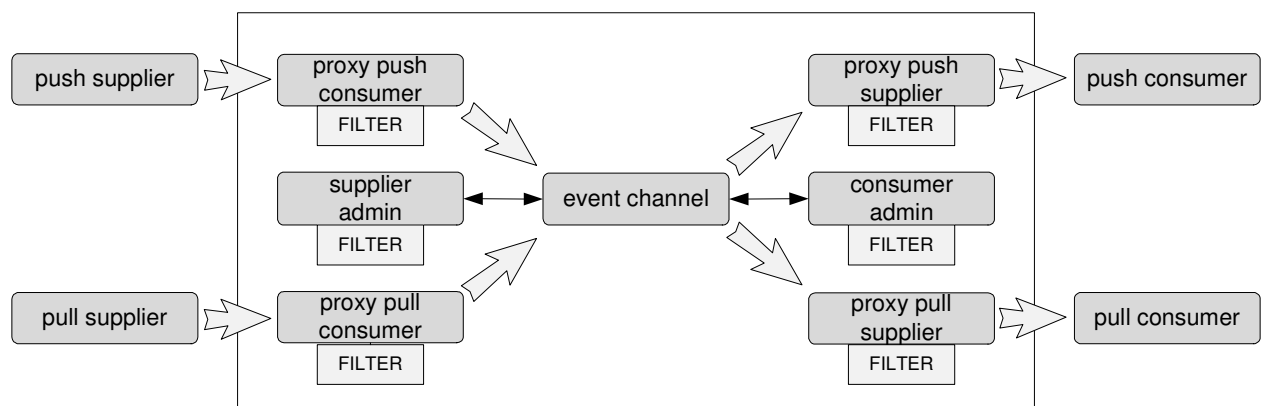 push supplier
proxy push
consumer
FILTER
proxy push
supplier
FILTER
push consumer
supplier
admin
FILTER
event channel
consumer
admin
FILTER
pull supplier
proxy pull
consumer
FILTER
proxy pull
supplier
FILTER
pull consumer